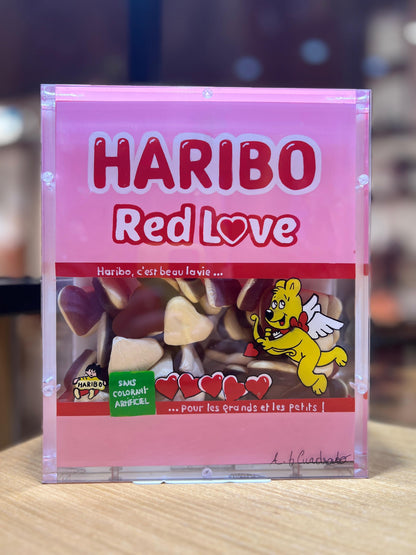 HARIBO
Red Love
Haribo, c'est beau la vie ...
HARIBO
SANS
COLORANT
ARTIFICIEL
... pour les grands et les petits !